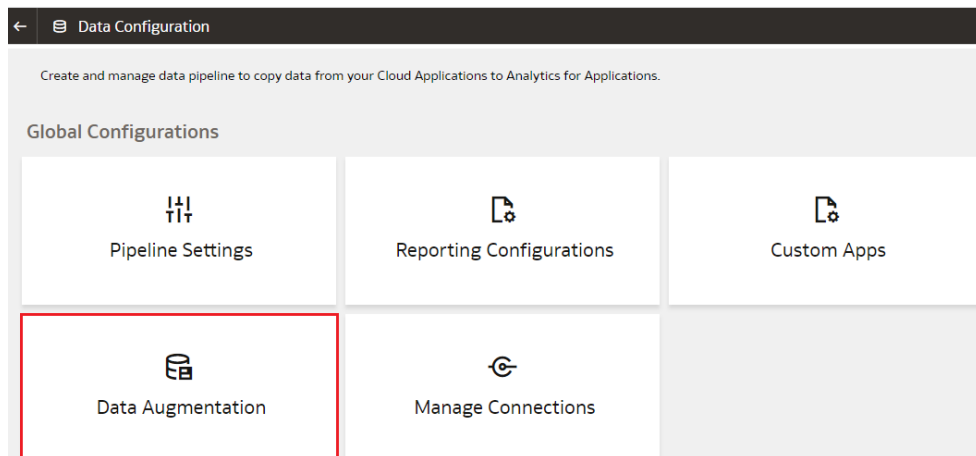 Data Configuration
Create and manage data pipeline to copy data from your Cloud Applications to Analytics for Applications.
Global Configurations
Pipeline Settings
Reporting Configurations
Custom Apps
Data Augmentation
Manage Connections